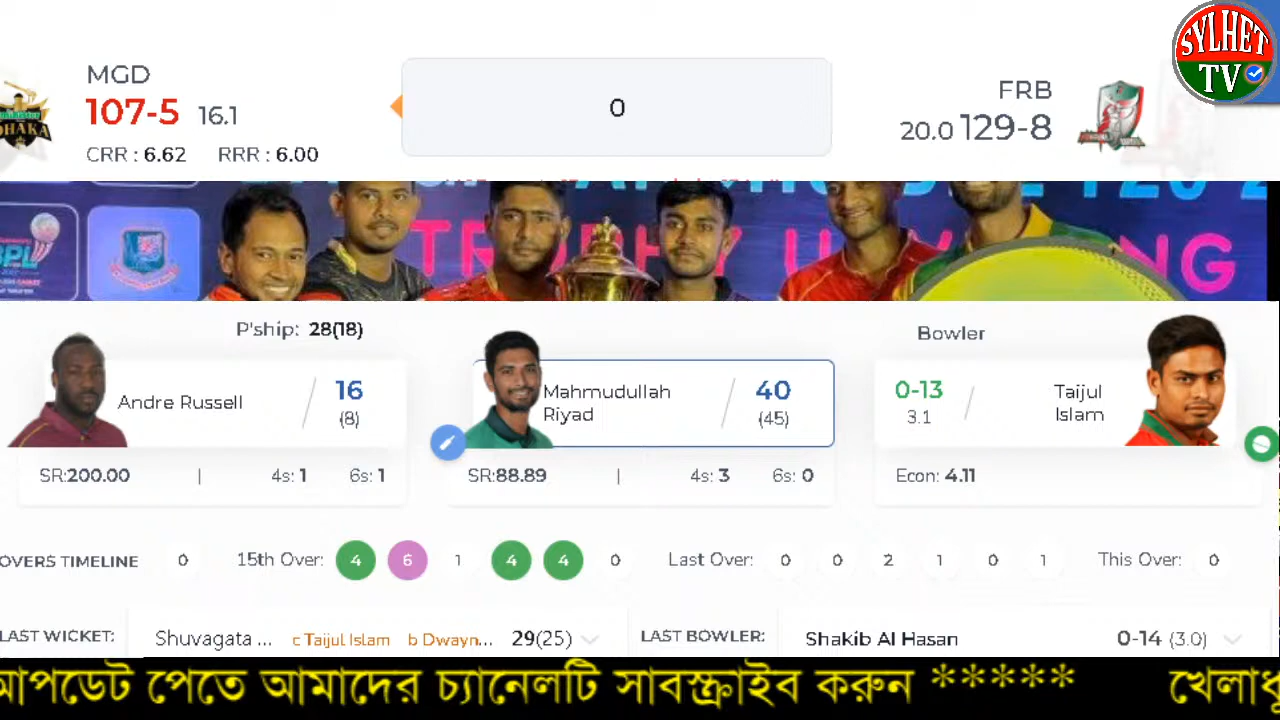 SYLHET
TV
MGD
107-5 16.1
CRR : 6.62 RRR : 6.00
0
FRB
20.0 129-8
DHAKA
BPL
TROPHY U
NG
P'ship: 28(18)
Andre Russell 16
(8)
SR:200.00 | 4s: 1 6s: 1
Mahmudullah
Riyad
40
(45)
SR:88.89 | 4s: 3 6s: 0
Bowler
0-13
3.1
Taijul
Islam
Econ: 4.11
OVERS TIMELINE 0 15th Over: 4 6 1 4 4 0 Last Over: 0 0 2 1 0 1 This Over: 0
LAST WICKET: Shuvagata ... c Taijul Islam b Dwayn... 29(25) LAST BOWLER: Shakib Al Hasan 0-14 (3.0)
আপডেট পেতে আমাদের চ্যানেলটি সাবস্ক্রাইব করুন ***** খেলাধু